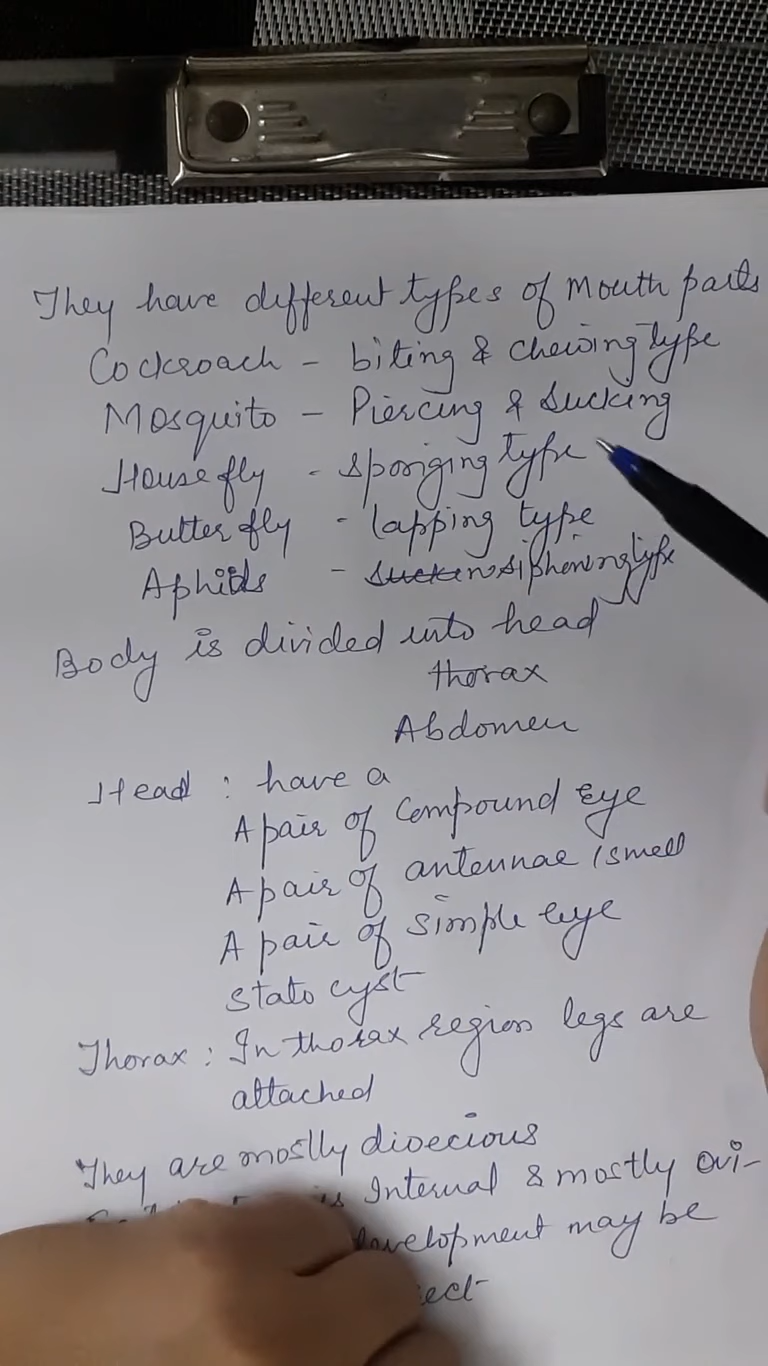 They have different types of Mouth parts
Cockroach - biting & chewing type
Mosquito - Piercing & Sucking
Housefly - sponging type
Butterfly - lapping type
Aphids - siphoning type
Body is divided into head
thorax
Abdomen
Head : have a
A pair of compound Eye
A pair of antennae / smell
A pair of simple eye
Stato cyst
Thorax : In thorax region legs are
attached
They are mostly dioecious
is Internal & mostly Ovi-
development may be
ect